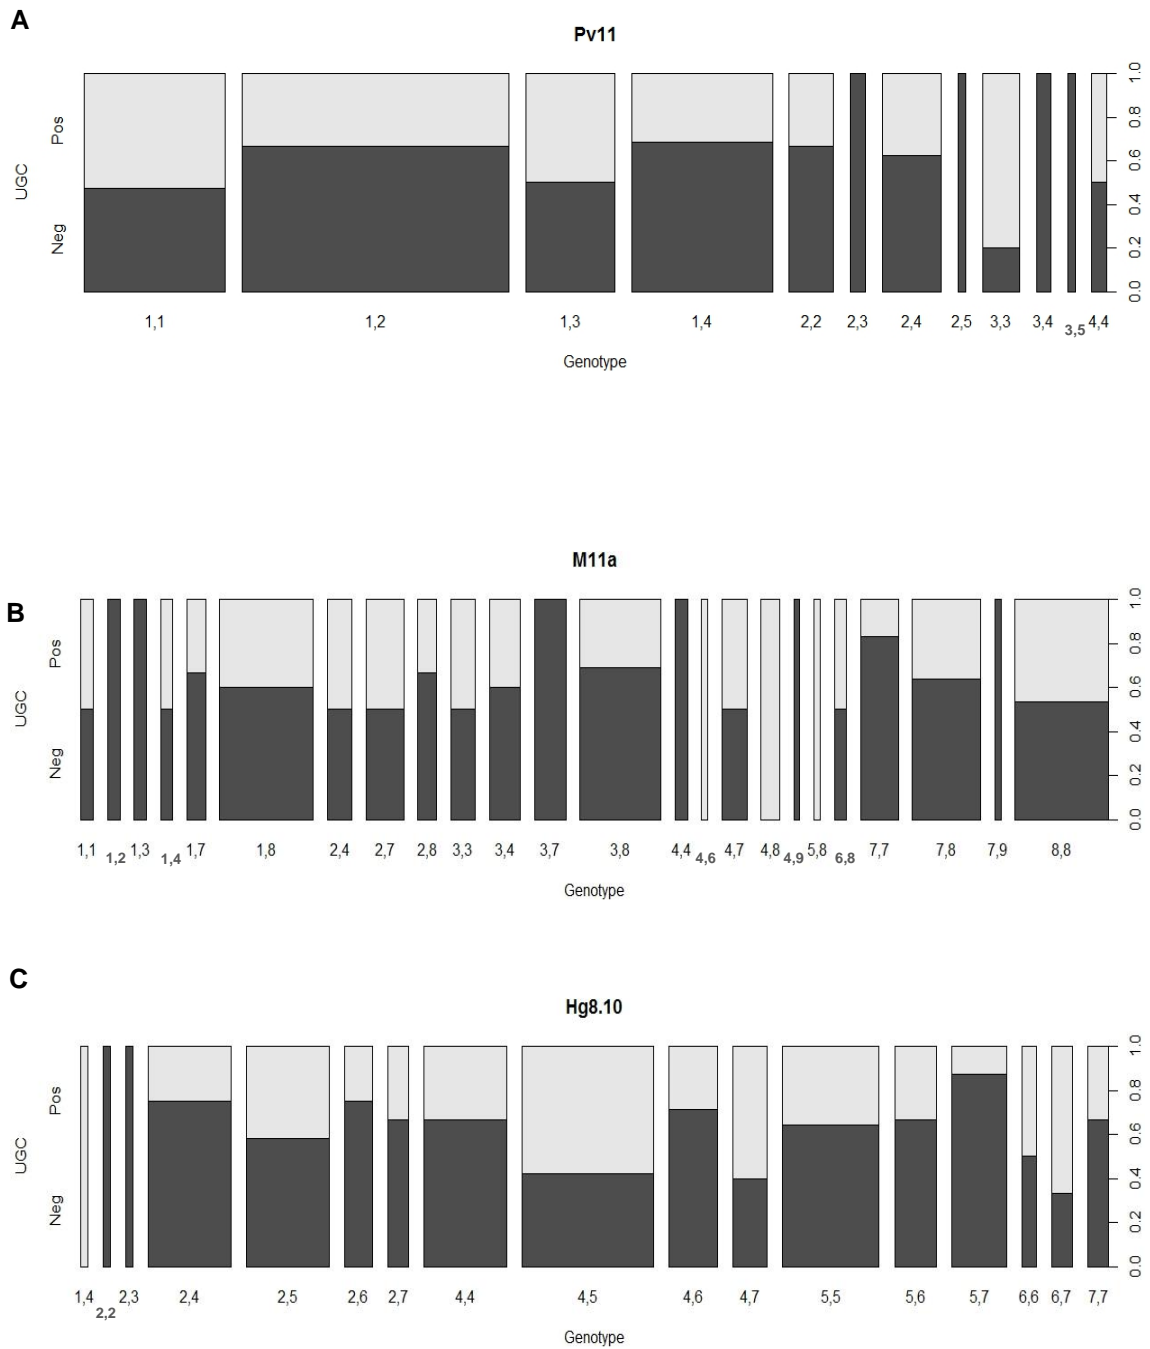 A
Pv11
UGC
Neg Pos
0.0 0.2 0.4 0.6 0.8 1.0
1,1 1,2 1,3 1,4 2,2 2,3 2,4 2,5 3,3 3,4 3,5 4,4
Genotype
B
M11a
UGC
Neg Pos
0.0 0.2 0.4 0.6 0.8 1.0
1,1 1,2 1,3 1,4 1,7 1,8 2,4 2,7 2,8 3,3 3,4 3,7 3,8 4,4 4,6 4,7 4,8 4,9 5,8 6,8 7,7 7,8 7,9 8,8
Genotype
C
Hg8.10
UGC
Neg Pos
0.0 0.2 0.4 0.6 0.8 1.0
1,4 2,2 2,3 2,4 2,5 2,6 2,7 4,4 4,5 4,6 4,7 5,5 5,6 5,7 6,6 6,7 7,7
Genotype